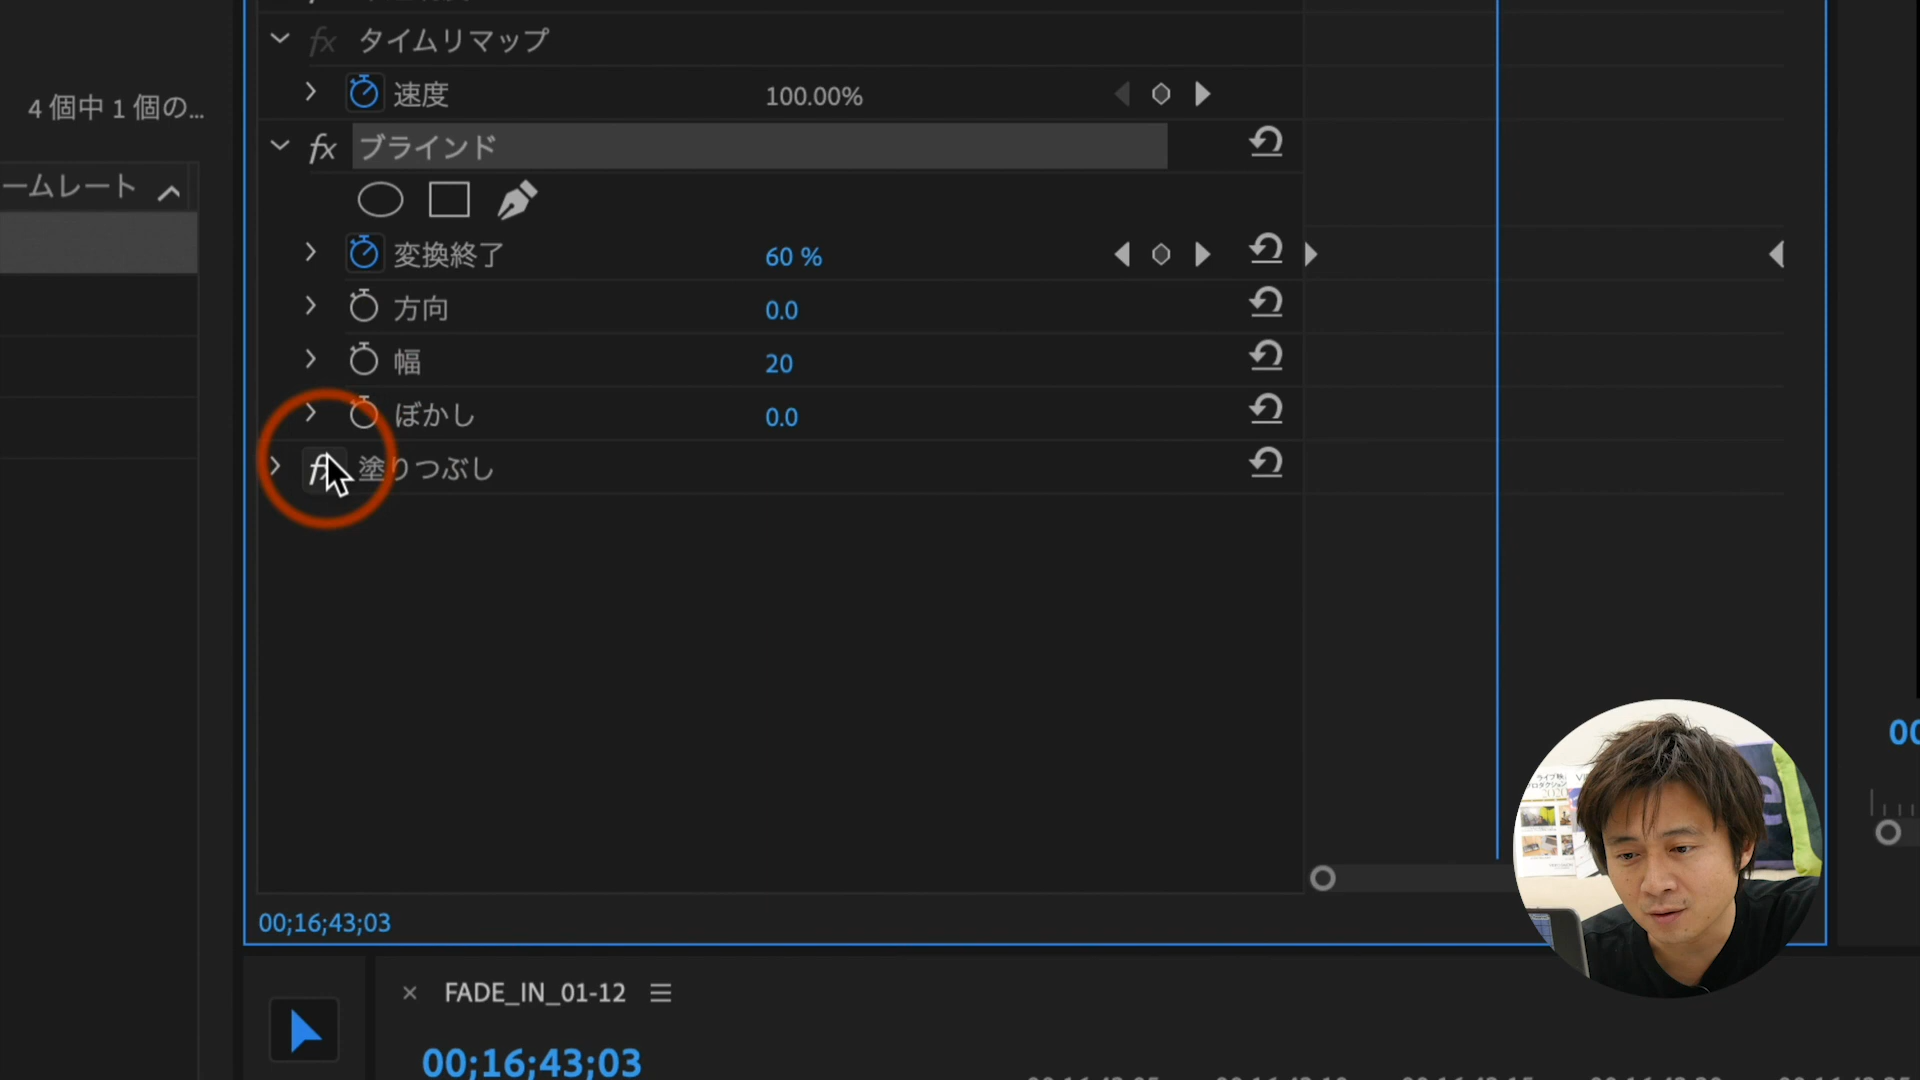 fx タイムリマップ
速度 100.00%
4 個中 1 個の...
fx ブラインド
ームレート
変換終了 60 %
方向 0.0
幅 20
ぼかし 0.0
塗りつぶし
00;16;43;03
FADE_IN_01-12
00;16;43;03